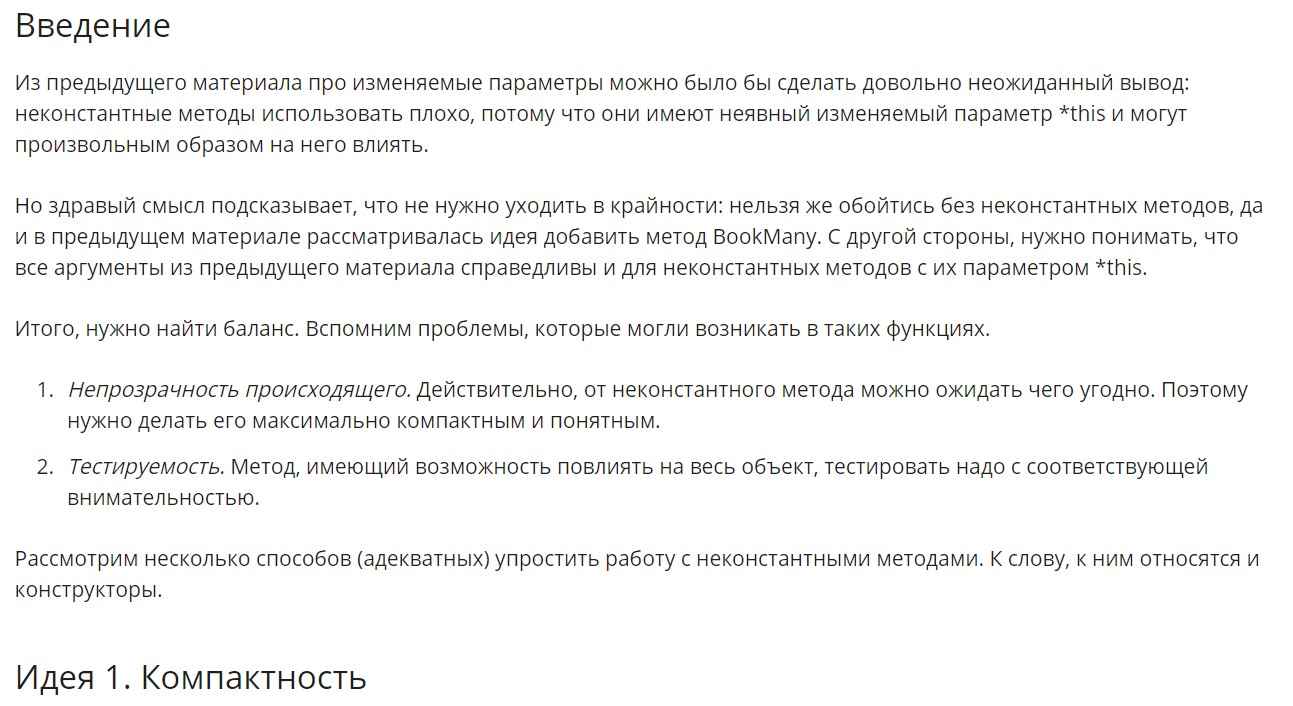 Введение
Из предыдущего материала про изменяемые параметры можно было бы сделать довольно неожиданный вывод:
неконстантные методы использовать плохо, потому что они имеют неявный изменяемый параметр *this и могут
произвольным образом на него влиять.
Но здравый смысл подсказывает, что не нужно уходить в крайности: нельзя же обойтись без неконстантных методов, да
и в предыдущем материале рассматривалась идея добавить метод BookMany. С другой стороны, нужно понимать, что
все аргументы из предыдущего материала справедливы и для неконстантных методов с их параметром *this.
Итого, нужно найти баланс. Вспомним проблемы, которые могли возникать в таких функциях.
1. Непрозрачность происходящего. Действительно, от неконстантного метода можно ожидать чего угодно. Поэтому
нужно делать его максимально компактным и понятным.
2. Тестируемость. Метод, имеющий возможность повлиять на весь объект, тестировать надо с соответствующей
внимательностью.
Рассмотрим несколько способов (адекватных) упростить работу с неконстантными методами. К слову, к ним относятся и
конструкторы.
Идея 1. Компактность